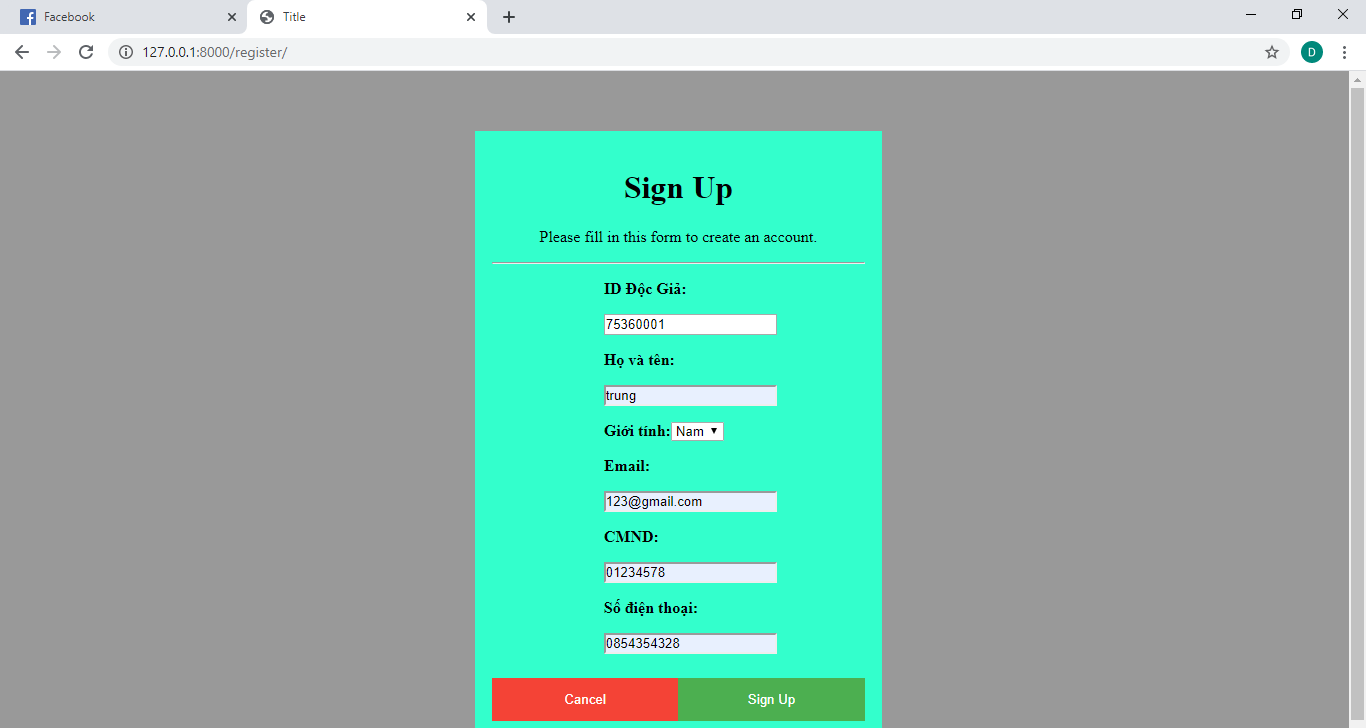 Facebook
Title
127.0.0.1:8000/register/
D
Sign Up
Please fill in this form to create an account.
ID Độc Giả:
75360001
Họ và tên:
trung
Giới tính: Nam
Email:
123@gmail.com
CMND:
01234578
Số điện thoại:
0854354328
Cancel
Sign Up